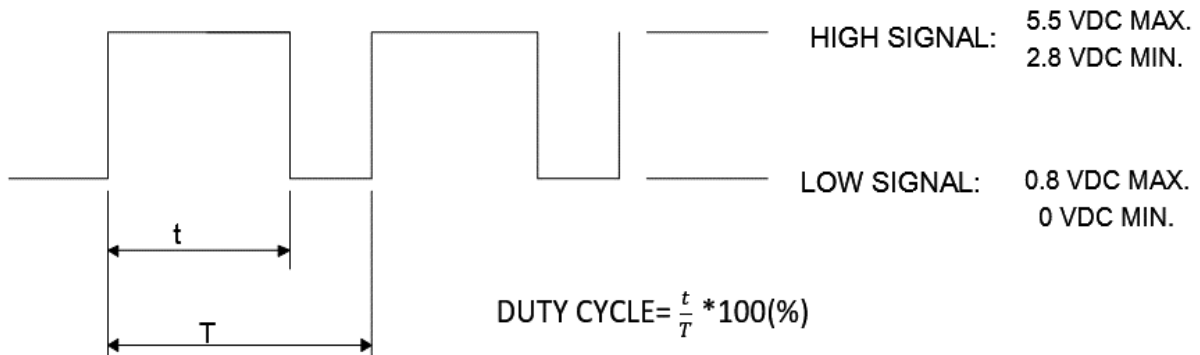 HIGH SIGNAL: 5.5 VDC MAX.
2.8 VDC MIN.
LOW SIGNAL: 0.8 VDC MAX.
0 VDC MIN.
t
T
DUTY CYCLE= t/T *100(%)